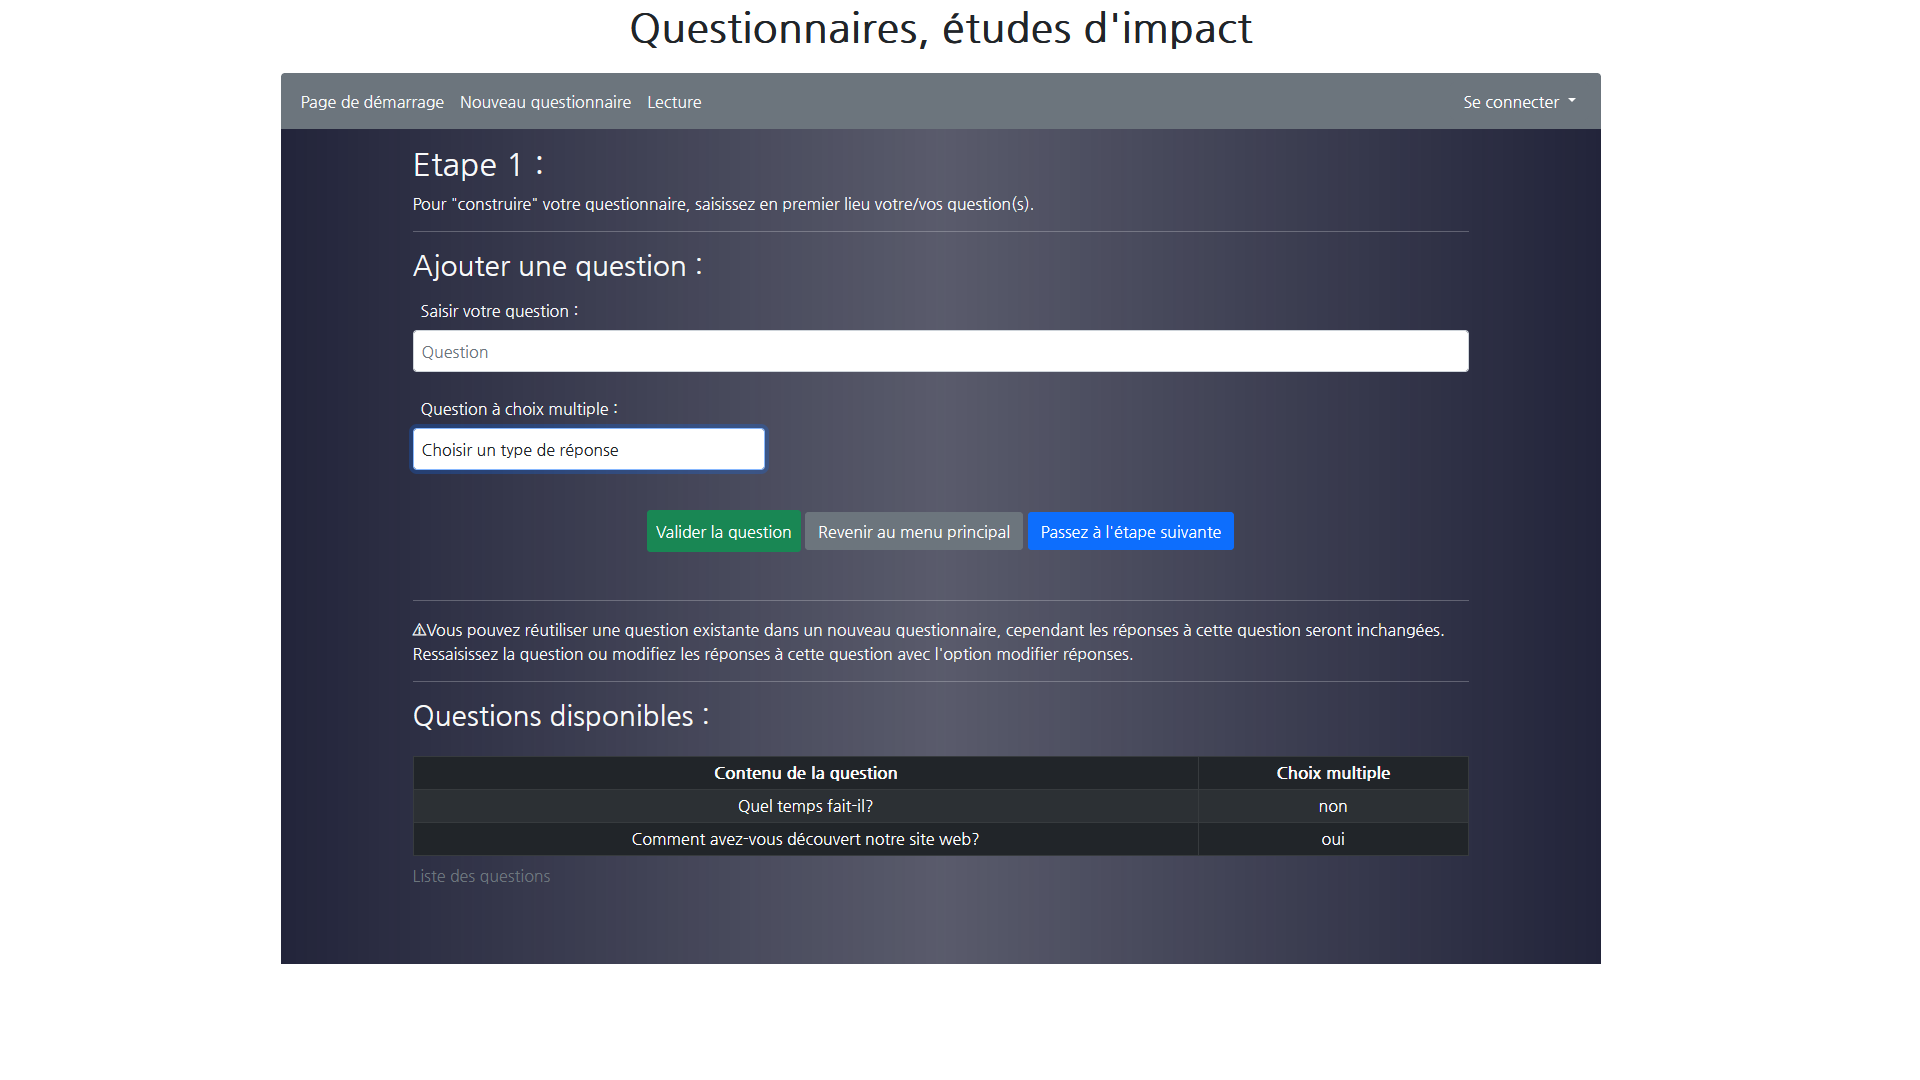 Questionnaires, études d'impact
Page de démarrage Nouveau questionnaire Lecture Se connecter
Etape 1 :
Pour "construire" votre questionnaire, saisissez en premier lieu votre/vos question(s).
Ajouter une question :
Saisir votre question :
Question
Question à choix multiple :
Choisir un type de réponse
Valider la question Revenir au menu principal Passez à l'étape suivante
⚠Vous pouvez réutiliser une question existante dans un nouveau questionnaire, cependant les réponses à cette question seront inchangées.
Ressaisissez la question ou modifiez les réponses à cette question avec l'option modifier réponses.
Questions disponibles :
Contenu de la question Choix multiple
Quel temps fait-il? non
Comment avez-vous découvert notre site web? oui
Liste des questions